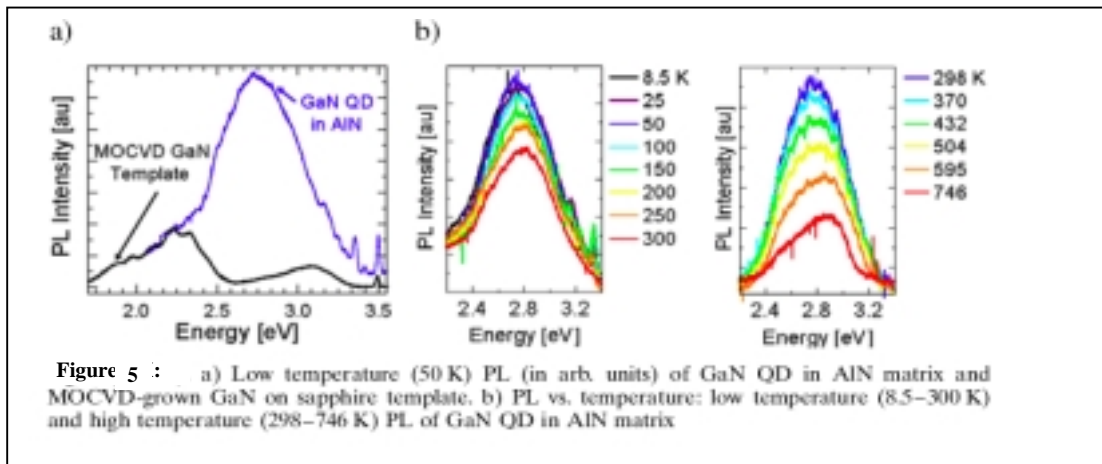 a)
b)
PL Intensity [au]
GaN QD
in AlN
MOCVD GaN
Template
2.0 2.5 3.0 3.5
Energy [eV]
PL Intensity [au]
8.5 K
25
50
100
150
200
250
300
2.4 2.8 3.2
Energy [eV]
PL Intensity [au]
298 K
370
432
504
595
746
2.4 2.8 3.2
Energy [eV]
Figure 5 : a) Low temperature (50 K) PL (in arb. units) of GaN QD in AlN matrix and
MOCVD-grown GaN on sapphire template. b) PL vs. temperature: low temperature (8.5–300 K)
and high temperature (298–746 K) PL of GaN QD in AlN matrix